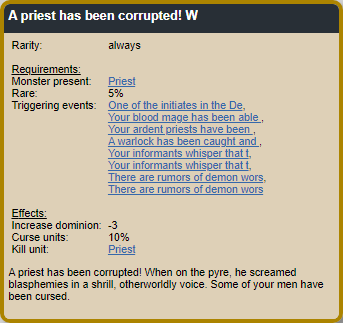 A priest has been corrupted! W
Rarity: always
Requirements:
Monster present: Priest
Rare: 5%
Triggering events: One of the initiates in the De,
Your blood mage has been able ,
Your ardent priests have been ,
A warlock has been caught and ,
Your informants whisper that t,
Your informants whisper that t,
There are rumors of demon wors,
There are rumors of demon wors
Effects:
Increase dominion: -3
Curse units: 10%
Kill unit: Priest
A priest has been corrupted! When on the pyre, he screamed
blasphemies in a shrill, otherworldly voice. Some of your men have
been cursed.